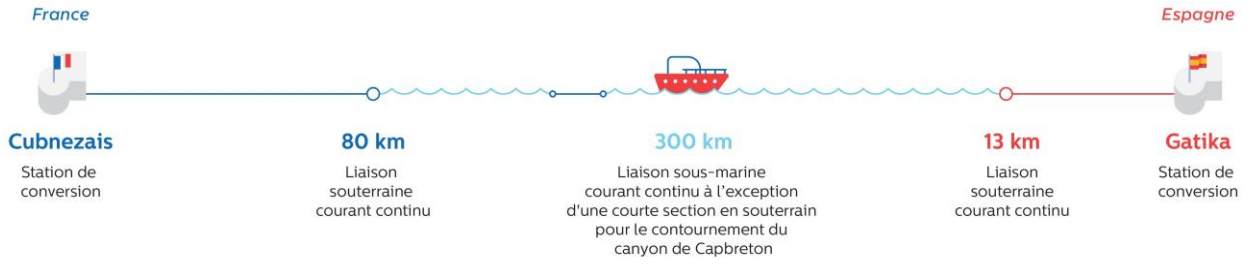 France
Espagne
Cubnezais
Station de
conversion
80 km
Liaison
souterraine
courant continu
300 km
Liaison sous-marine
courant continu à l’exception
d'une courte section en souterrain
pour le contournement du
canyon de Capbreton
13 km
Liaison
souterraine
courant continu
Gatika
Station de
conversion